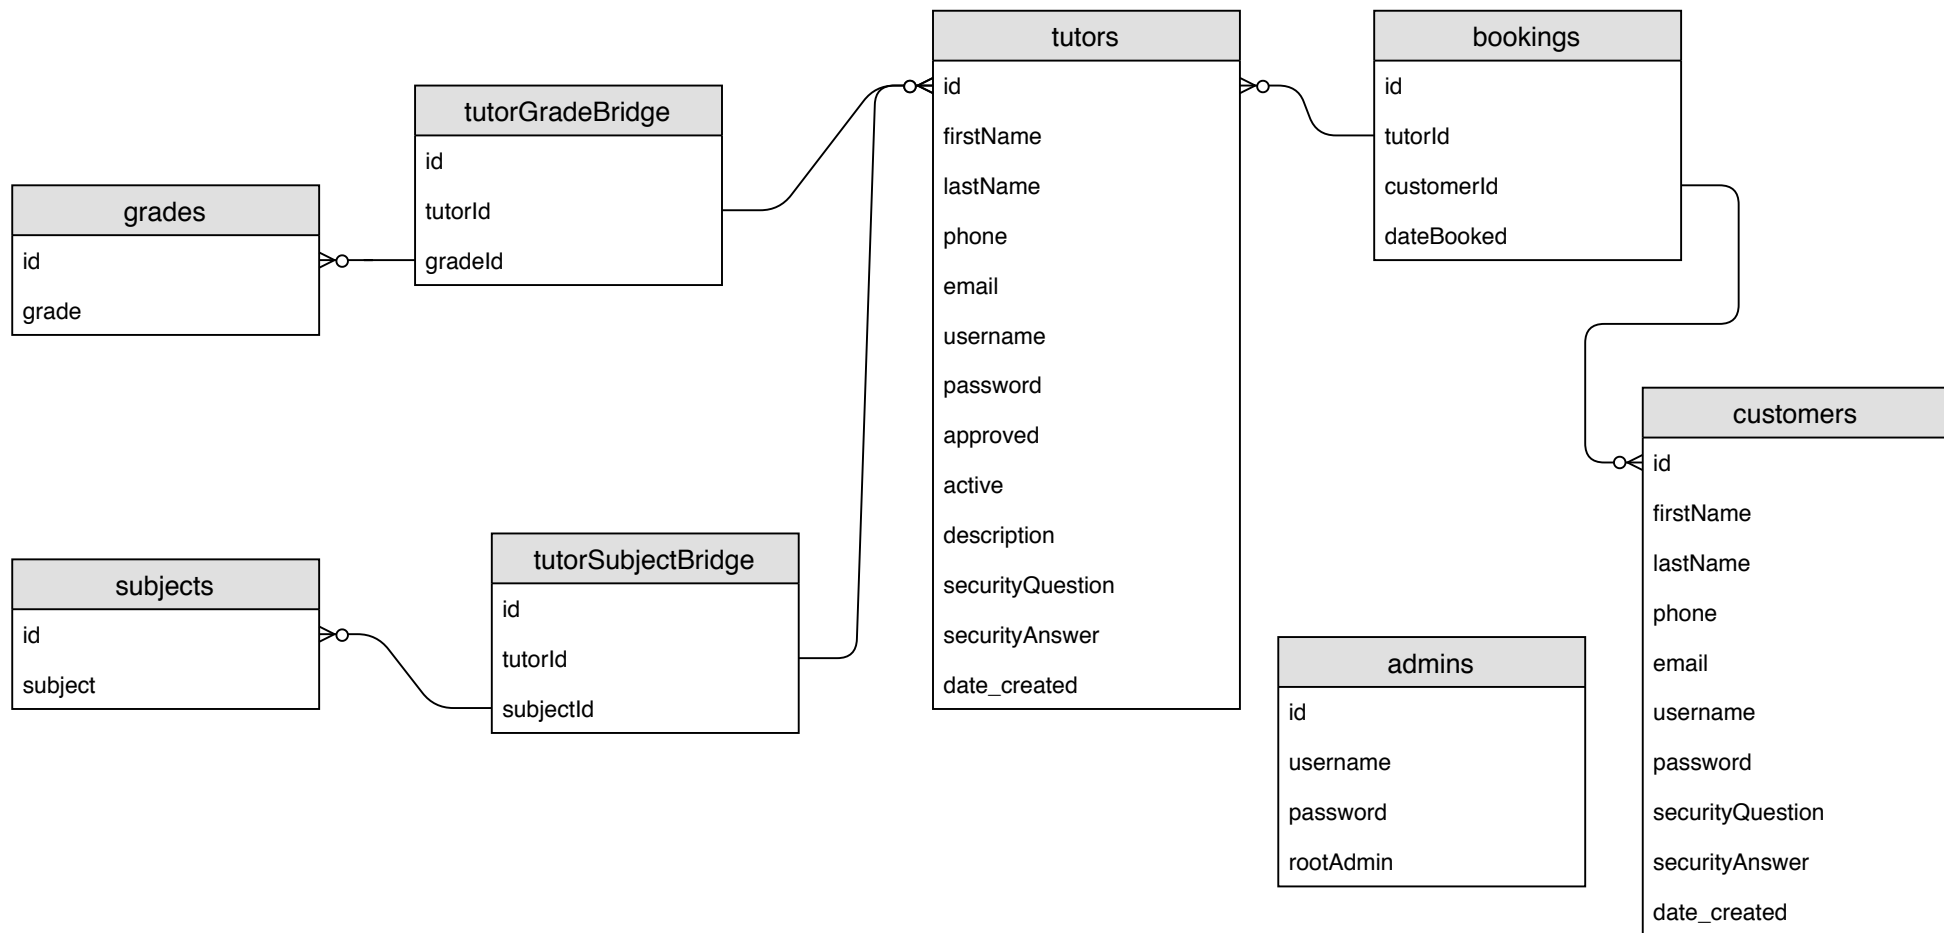 grades
id
grade
tutorGradeBridge
id
tutorId
gradeId
subjects
id
subject
tutorSubjectBridge
id
tutorId
subjectId
tutors
id
firstName
lastName
phone
email
username
password
approved
active
description
securityQuestion
securityAnswer
date_created
bookings
id
tutorId
customerId
dateBooked
admins
id
username
password
rootAdmin
customers
id
firstName
lastName
phone
email
username
password
securityQuestion
securityAnswer
date_created